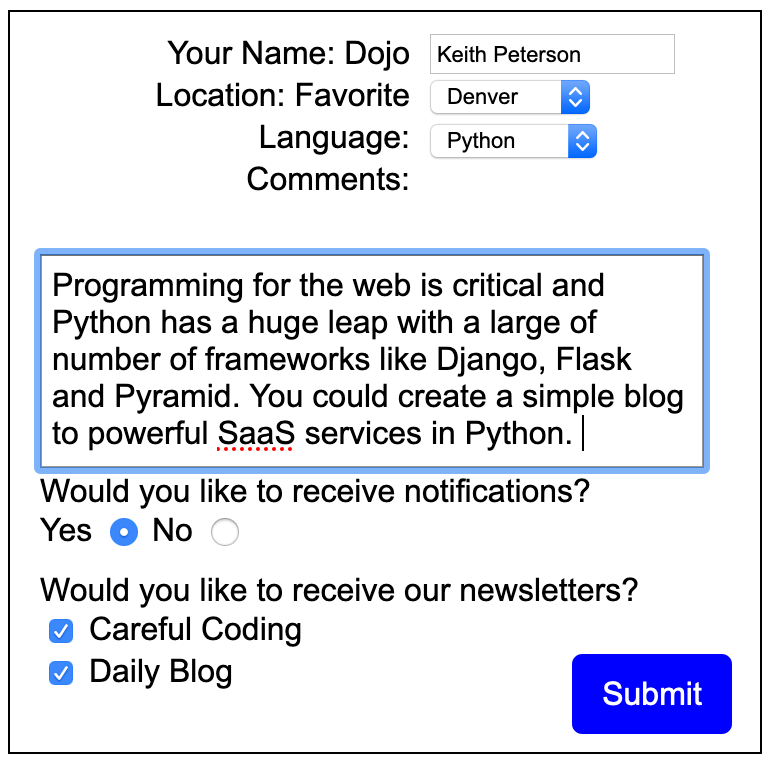 Your Name: Dojo Keith Peterson
Location: Favorite Denver
Language: Python
Comments:
Programming for the web is critical and
Python has a huge leap with a large of
number of frameworks like Django, Flask
and Pyramid. You could create a simple blog
to powerful SaaS services in Python.
Would you like to receive notifications?
Yes No
Would you like to receive our newsletters?
Careful Coding
Daily Blog
Submit